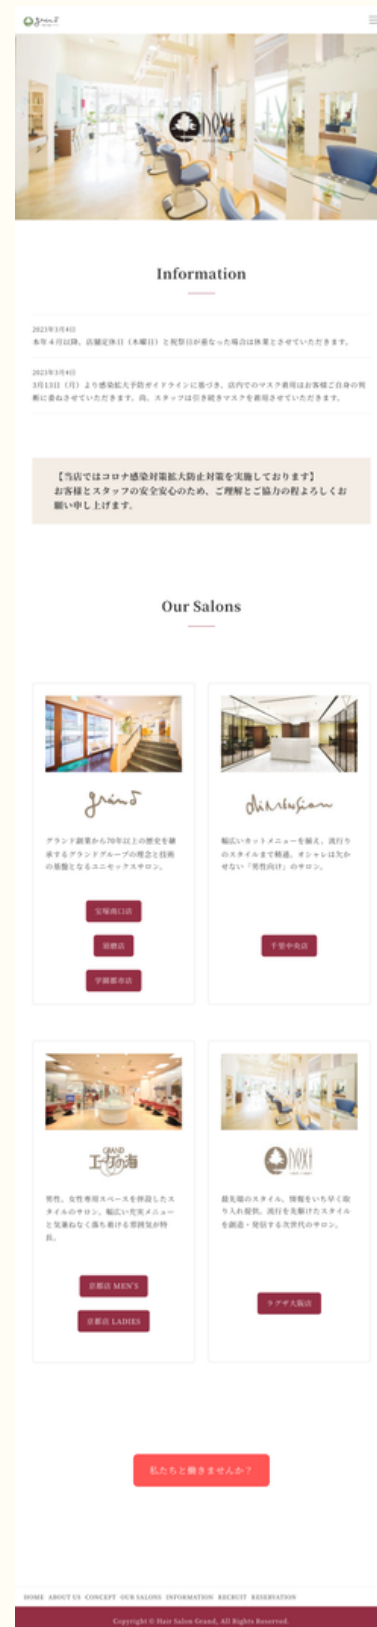 grand
next
Information
2023年3月4日
本年４月以降、店舗定休日（木曜日）と祝祭日が重なった場合は休業とさせていただきます。
2023年3月4日
3月13日（月）より感染拡大予防ガイドラインに基づき、店内でのマスク着用はお客様ご自身の判
断に委ねさせていただきます。尚、スタッフは引き続きマスクを着用させていただきます。
【当店ではコロナ感染対策拡大防止対策を実施しております】
お客様とスタッフの安全安心のため、ご理解とご協力の程よろしくお
願い申し上げます。
Our Salons
grand
グランド創業から70年以上の歴史を継
承するグランドグループの理念と技術
の基盤となるユニセックスサロン。
宝塚南口店
須磨店
学園都市店
dimension
幅広いカットメニューを揃え、流行り
のスタイルまで精通。オシャレは欠か
せない「男性向け」のサロン。
千里中央店
GRAND
エーゲの海
男性、女性専用スペースを併設したス
タイルのサロン。幅広い充実メニュー
と気兼ねなく落ち着ける雰囲気が特
長。
京都店 MEN'S
京都店 LADIES
next
最先端のスタイル、情報をいち早く取
り入れ提供。流行を先駆けたスタイル
を創造・発信する次世代のサロン。
ラグザ大阪店
私たちと働きませんか？
HOME ABOUT US CONCEPT OUR SALONS INFORMATION RECRUIT RESERVATION
Copyright © Hair Salon Grand, All Rights Reserved.